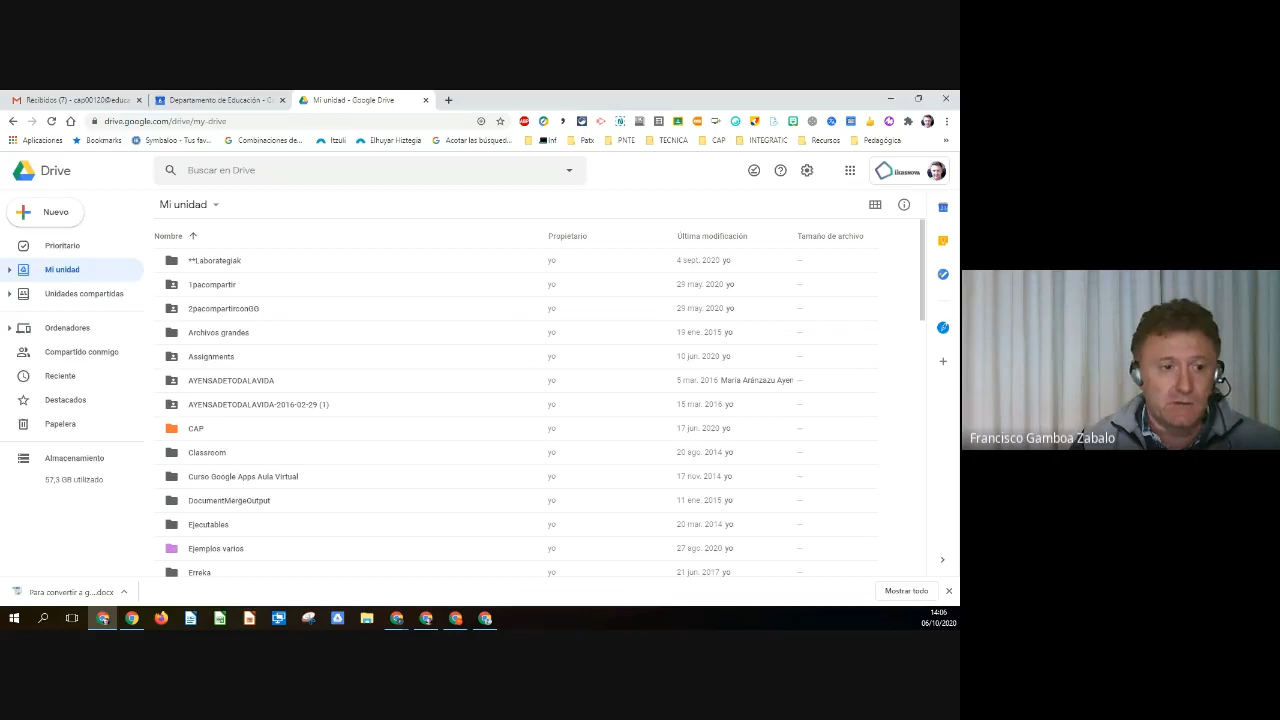 Recibidos (7) - cap00120@educa
Departamento de Educación - G
Mi unidad - Google Drive
drive.google.com/drive/my-drive
Aplicaciones
Bookmarks
Symbaloo - Tus fav...
Combinaciones de...
Itzuli
Elhuyar Hiztegia
Acotar las búsqued...
Inf
Patx
PNTE
TECNICA
CAP
INTEGRATIC
Recursos
Pedagógica
»
Drive
Buscar en Drive
ikasnova
Nuevo
Mi unidad
Nombre Propietario Última modificación Tamaño de archivo
Prioritario
Mi unidad
Unidades compartidas
Ordenadores
Compartido conmigo
Reciente
Destacados
Papelera
Almacenamiento
57,3 GB utilizado
**Laborategiak yo 4 sept. 2020 yo —
1pacompartir yo 29 may. 2020 yo —
2pacompartirconGG yo 29 may. 2020 yo —
Archivos grandes yo 19 ene. 2015 yo —
Assignments yo 10 jun. 2020 yo —
AYENSADETODALAVIDA yo 5 mar. 2016 María Aránzazu Ayen —
AYENSADETODALAVIDA-2016-02-29 (1) yo 15 mar. 2016 yo —
CAP yo 17 jun. 2020 yo —
Classroom yo 20 ago. 2014 yo —
Curso Google Apps Aula Virtual yo 17 nov. 2014 yo —
DocumentMergeOutput yo 11 ene. 2015 yo —
Ejecutables yo 20 mar. 2014 yo —
Ejemplos varios yo 27 ago. 2020 yo —
Erreka yo 21 jun. 2017 yo —
Para convertir a g....docx
Mostrar todo
14:06
06/10/2020
Francisco Gamboa Zabalo